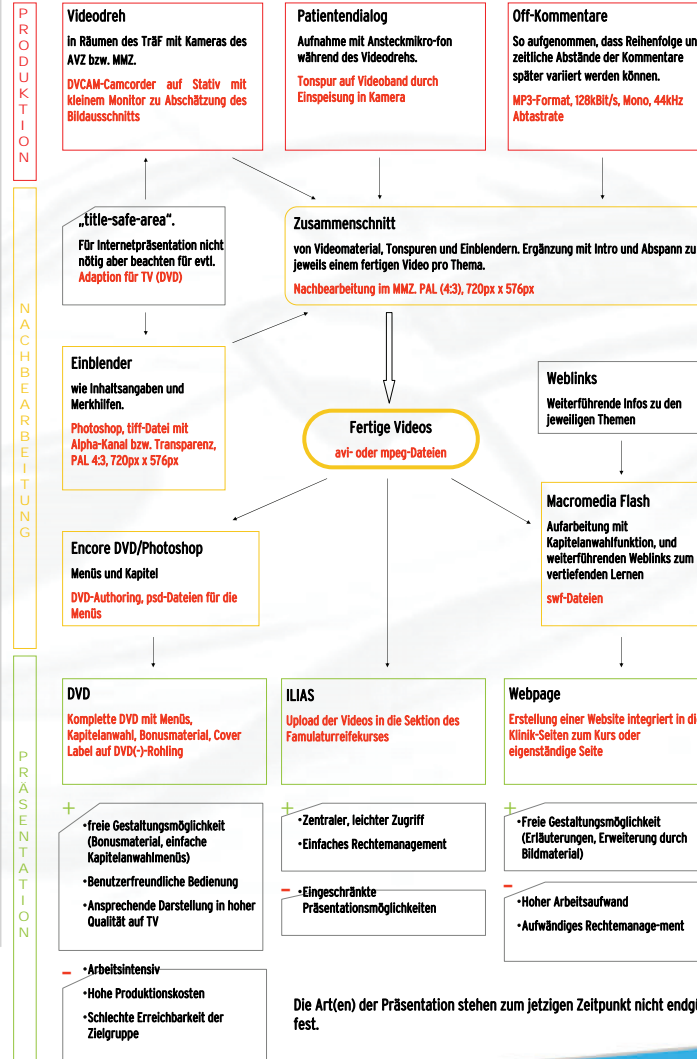 PRODUKTION
Videodreh
in Räumen des TräF mit Kameras des
AVZ bzw. MMZ.
DVCAM-Camcorder auf Stativ mit
kleinem Monitor zu Abschätzung des
Bildausschnitts
Patientendialog
Aufnahme mit Ansteckmikro-fon
während des Videodrehs.
Tonspur auf Videoband durch
Einspeisung in Kamera
Off-Kommentare
So aufgenommen, dass Reihenfolge un
zeitliche Abstände der Kommentare
später variiert werden können.
MP3-Format, 128kBit/s, Mono, 44kHz
Abtastrate
NACHBEARBEITUNG
„title-safe-area“.
Für Internetpräsentation nicht
nötig aber beachten für evtl.
Adaption für TV (DVD)
Zusammenschnitt
von Videomaterial, Tonspuren und Einblendern. Ergänzung mit Intro und Abspann zu
jeweils einem fertigen Video pro Thema.
Nachbearbeitung im MMZ. PAL (4:3), 720px x 576px
Einblender
wie Inhaltsangaben und
Merkhilfen.
Photoshop, tiff-Datei mit
Alpha-Kanal bzw. Transparenz,
PAL 4:3, 720px x 576px
Fertige Videos
avi- oder mpeg-Dateien
Weblinks
Weiterführende Infos zu den
jeweiligen Themen
Encore DVD/Photoshop
Menüs und Kapitel
DVD-Authoring, psd-Dateien für die
Menüs
Macromedia Flash
Aufarbeitung mit
Kapitelanwahlfunktion, und
weiterführenden Weblinks zum
vertiefenden Lernen
swf-Dateien
PRÄSENTATION
DVD
Komplette DVD mit Menüs,
Kapitelanwahl, Bonusmaterial, Cover
Label auf DVD(-)-Rohling
ILIAS
Upload der Videos in die Sektion des
Famulaturreifekurses
Webpage
Erstellung einer Website integriert in die
Klinik-Seiten zum Kurs oder
eigenständige Seite
+
•freie Gestaltungsmöglichkeit
(Bonusmaterial, einfache
Kapitelanwahlmenüs)
•Benutzerfreundliche Bedienung
•Ansprechende Darstellung in hoher
Qualität auf TV
–
•Arbeitsintensiv
•Hohe Produktionskosten
•Schlechte Erreichbarkeit der
Zielgruppe
+
•Zentraler, leichter Zugriff
•Einfaches Rechtemanagement
–
•Eingeschränkte
Präsentationsmöglichkeiten
+
•Freie Gestaltungsmöglichkeit
(Erläuterungen, Erweiterung durch
Bildmaterial)
–
•Hoher Arbeitsaufwand
•Aufwändiges Rechtemanage-ment
Die Art(en) der Präsentation stehen zum jetzigen Zeitpunkt nicht endgü
fest.